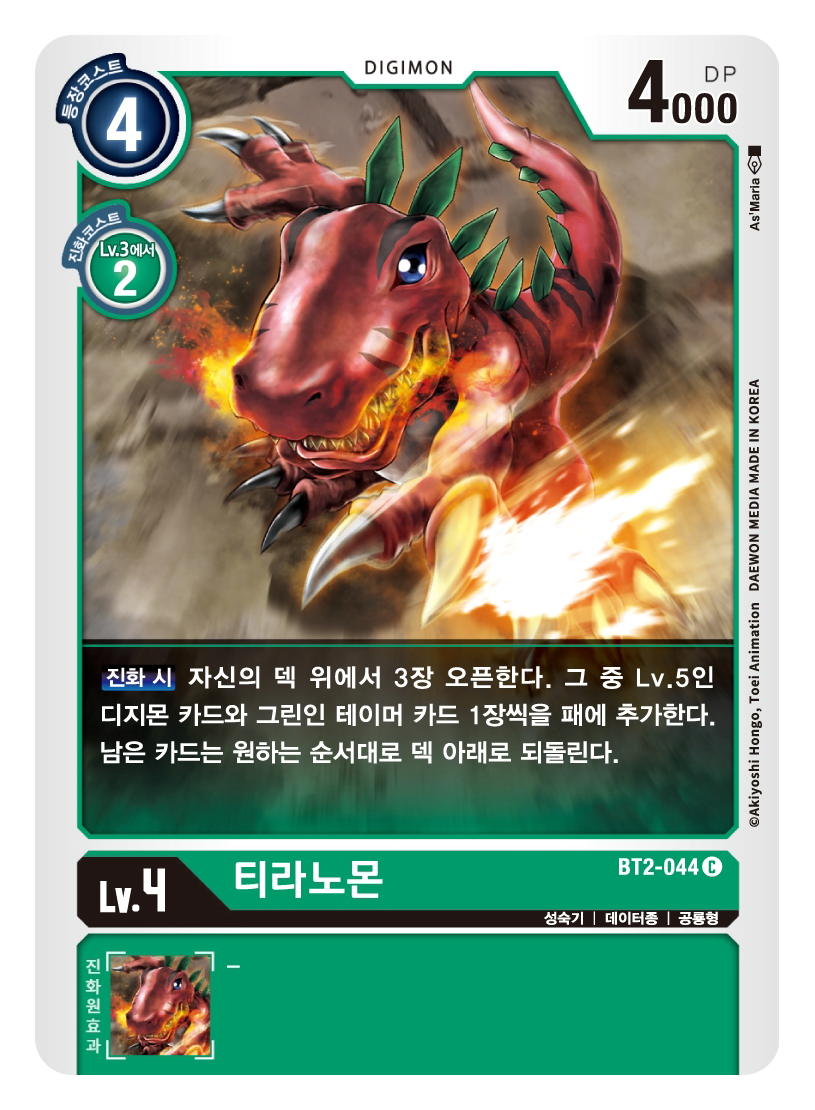 DIGIMON
등장코스트
4
DP
4000
진화코스트
Lv.3에서
2
As'Maria
©Akiyoshi Hongo, Toei Animation DAEWON MEDIA MADE IN KOREA
진화 시 자신의 덱 위에서 3장 오픈한다. 그 중 Lv.5인
디지몬 카드와 그린인 테이머 카드 1장씩을 패에 추가한다.
남은 카드는 원하는 순서대로 덱 아래로 되돌린다.
Lv.4
티라노몬
BT2-044 C
성숙기 | 데이터종 | 공룡형
진화원효과
–